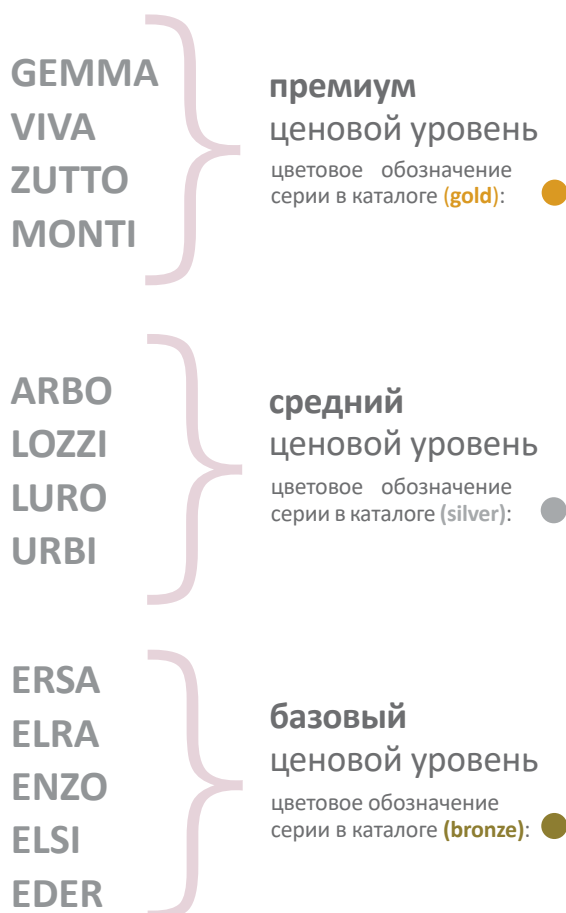 GEMMA
VIVA
ZUTTO
MONTI
премиум
ценовой уровень
цветовое обозначение
серии в каталоге (gold):
ARBO
LOZZI
LURO
URBI
средний
ценовой уровень
цветовое обозначение
серии в каталоге (silver):
ERSA
ELRA
ENZO
ELSI
EDER
базовый
ценовой уровень
цветовое обозначение
серии в каталоге (bronze):